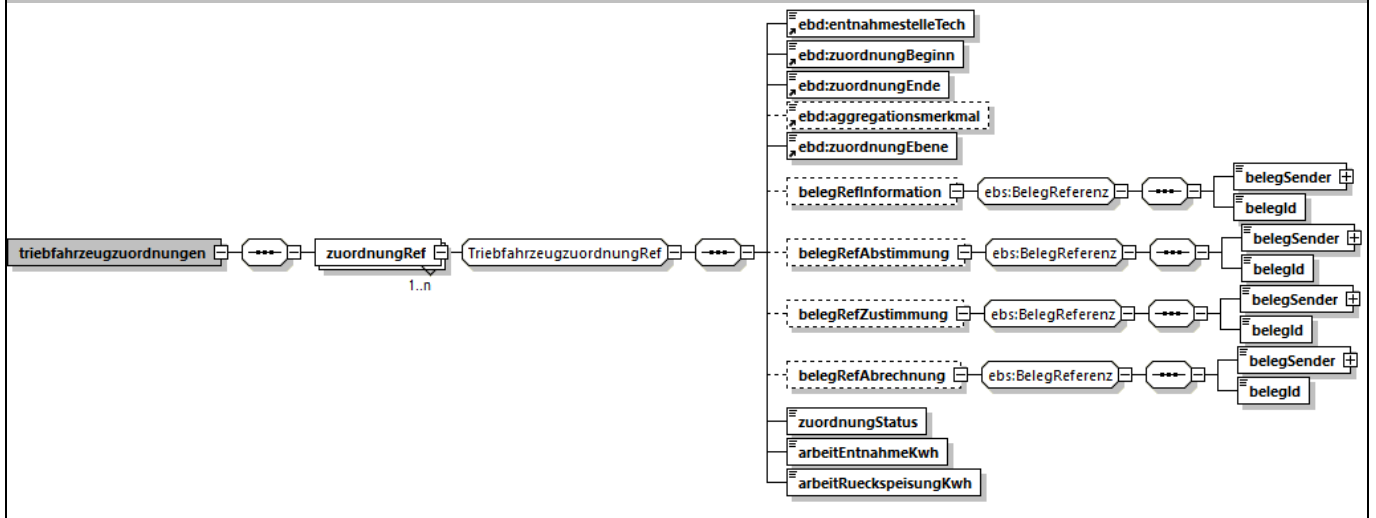 ebd:entnahmestelleTech
ebd:zuordnungBeginn
ebd:zuordnungEnde
ebd:aggregationsmerkmal
ebd:zuordnungEbene
belegRefInformation ebs:BelegReferenz belegSender
belegId
triebfahrzeugzuordnungen zuordnungRef TriebfahrzeugzuordnungRef
1..n
belegRefAbstimmung ebs:BelegReferenz belegSender
belegId
belegRefZustimmung ebs:BelegReferenz belegSender
belegId
belegRefAbrechnung ebs:BelegReferenz belegSender
belegId
zuordnungStatus
arbeitEntnahmeKwh
arbeitRueckspeisungKwh